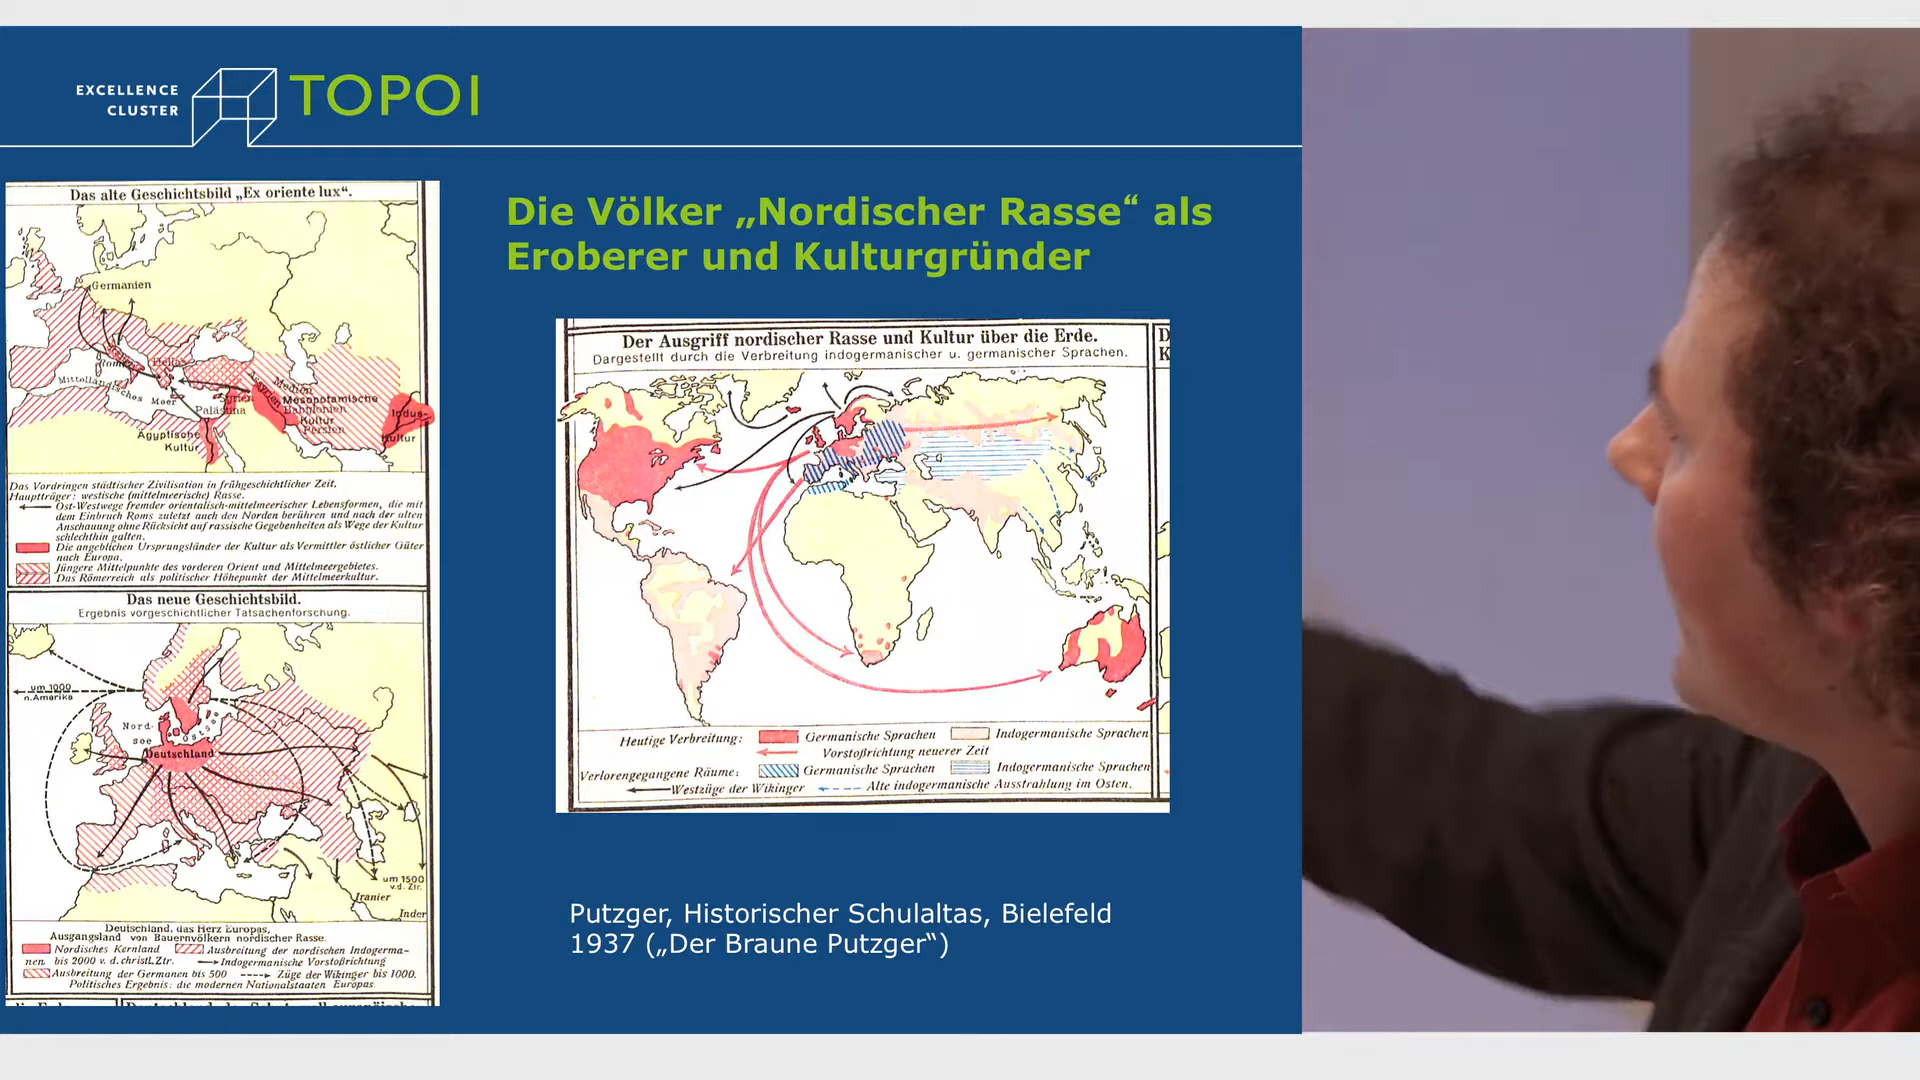 EXCELLENCE
CLUSTER
TOPOI
Das alte Geschichtsbild „Ex oriente lux“.
Germanien
Italien
Rom
Hellas
Mittelländisches Meer
Syrien
Palästina
Assyrien
Medien
Mesopotamische
Babylonien
Kultur
Persien
Indus-
Kultur
Ägyptische
Kultur
Das Vordringen städtischer Zivilisation in frühgeschichtlicher Zeit.
Hauptträger: westische (mittelmeerische) Rasse.
Ost-Westwege fremder orientalisch-mittelmeerischer Lebensformen, die mit
dem Einbruch Roms zuletzt auch den Norden berühren und nach der alten
Anschauung ohne Rücksicht auf rassische Gegebenheiten als Wege der Kultur
schlechthin galten.
Die angeblichen Ursprungsländer der Kultur als Vermittler östlicher Güter
nach Europa.
Jüngere Mittelpunkte des vorderen Orient und Mittelmeergebietes.
Das Römerreich als politischer Höhepunkt der Mittelmeerkultur.
Das neue Geschichtsbild.
Ergebnis vorgeschichtlicher Tatsachenforschung.
um 1000
n. Amerika
Nord-
see
Ostsee
Deutschland
um 1500
v.d. Ztr.
Iranier
Inder
Deutschland, das Herz Europas,
Ausgangsland von Bauernvölkern nordischer Rasse.
Nordisches Kernland Ausbreitung der nordischen Indogerma-
nen bis 2000 v. d. christl. Ztr. Indogermanische Vorstoßrichtung
Ausbreitung der Germanen bis 500 Züge der Wikinger bis 1000.
Politisches Ergebnis: die modernen Nationalstaaten Europas.
Die Völker „Nordischer Rasse“ als
Eroberer und Kulturgründer
Der Ausgriff nordischer Rasse und Kultur über die Erde.
Dargestellt durch die Verbreitung indogermanischer u. germanischer Sprachen.
D
K
Heutige Verbreitung: Germanische Sprachen Indogermanische Sprachen
Vorstoßrichtung neuerer Zeit
Verlorengegangene Räume: Germanische Sprachen Indogermanische Sprachen
Westzüge der Wikinger Alte indogermanische Ausstrahlung im Osten.
Putzger, Historischer Schulaltas, Bielefeld
1937 („Der Braune Putzger“)